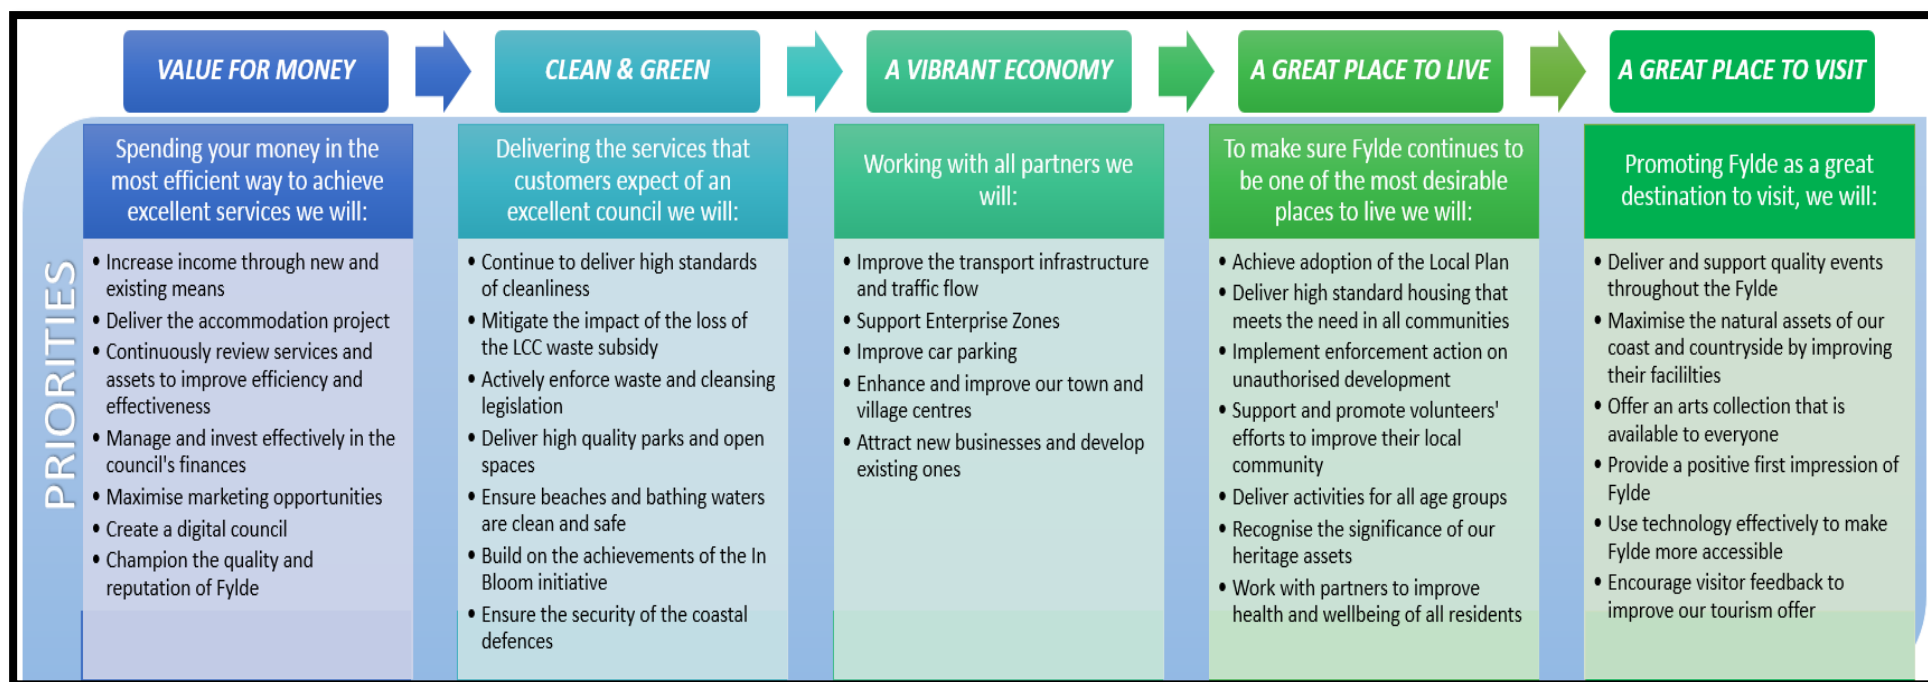 VALUE FOR MONEY
CLEAN & GREEN
A VIBRANT ECONOMY
A GREAT PLACE TO LIVE
A GREAT PLACE TO VISIT
PRIORITIES
Spending your money in the
most efficient way to achieve
excellent services we will:
• Increase income through new and
existing means
• Deliver the accommodation project
• Continuously review services and
assets to improve efficiency and
effectiveness
• Manage and invest effectively in the
council's finances
• Maximise marketing opportunities
• Create a digital council
• Champion the quality and
reputation of Fylde
Delivering the services that
customers expect of an
excellent council we will:
• Continue to deliver high standards
of cleanliness
• Mitigate the impact of the loss of
the LCC waste subsidy
• Actively enforce waste and cleansing
legislation
• Deliver high quality parks and open
spaces
• Ensure beaches and bathing waters
are clean and safe
• Build on the achievements of the In
Bloom initiative
• Ensure the security of the coastal
defences
Working with all partners we
will:
• Improve the transport infrastructure
and traffic flow
• Support Enterprise Zones
• Improve car parking
• Enhance and improve our town and
village centres
• Attract new businesses and develop
existing ones
To make sure Fylde continues to
be one of the most desirable
places to live we will:
• Achieve adoption of the Local Plan
• Deliver high standard housing that
meets the need in all communities
• Implement enforcement action on
unauthorised development
• Support and promote volunteers'
efforts to improve their local
community
• Deliver activities for all age groups
• Recognise the significance of our
heritage assets
• Work with partners to improve
health and wellbeing of all residents
Promoting Fylde as a great
destination to visit, we will:
• Deliver and support quality events
throughout the Fylde
• Maximise the natural assets of our
coast and countryside by improving
their facililties
• Offer an arts collection that is
available to everyone
• Provide a positive first impression of
Fylde
• Use technology effectively to make
Fylde more accessible
• Encourage visitor feedback to
improve our tourism offer